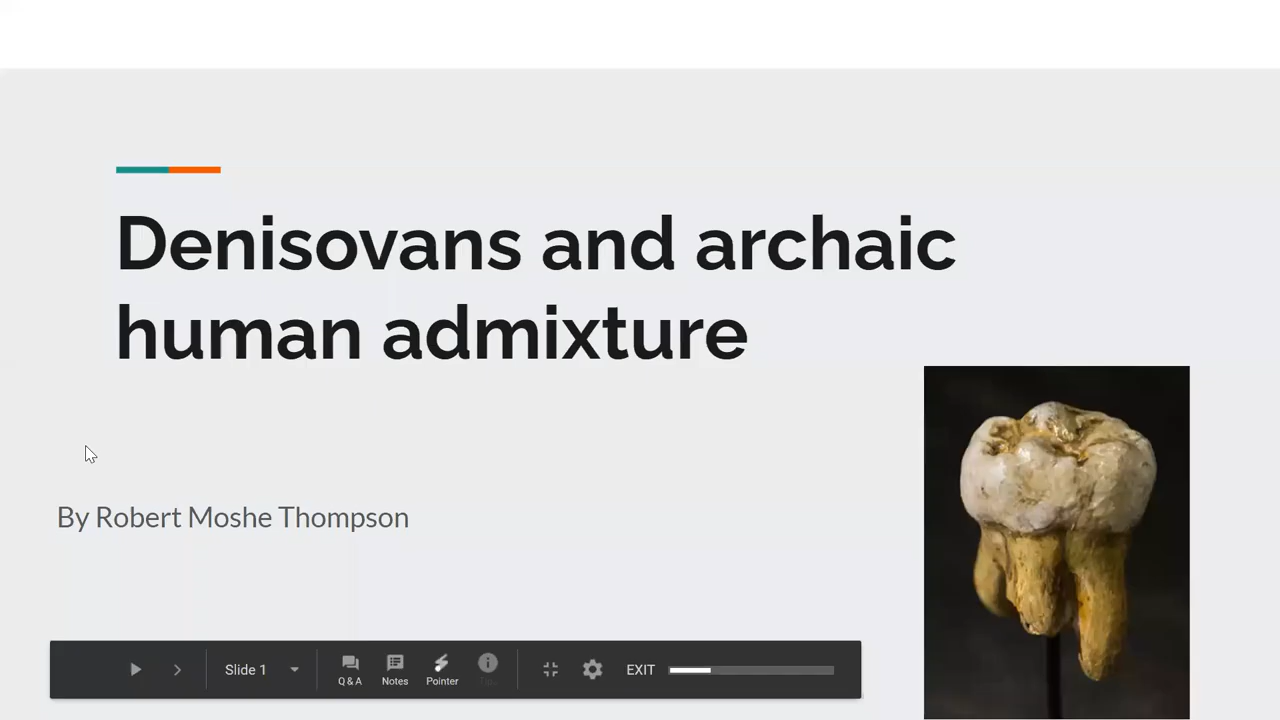 Denisovans and archaic
human admixture
By Robert Moshe Thompson
Slide 1
Q & A
Notes
Pointer
EXIT